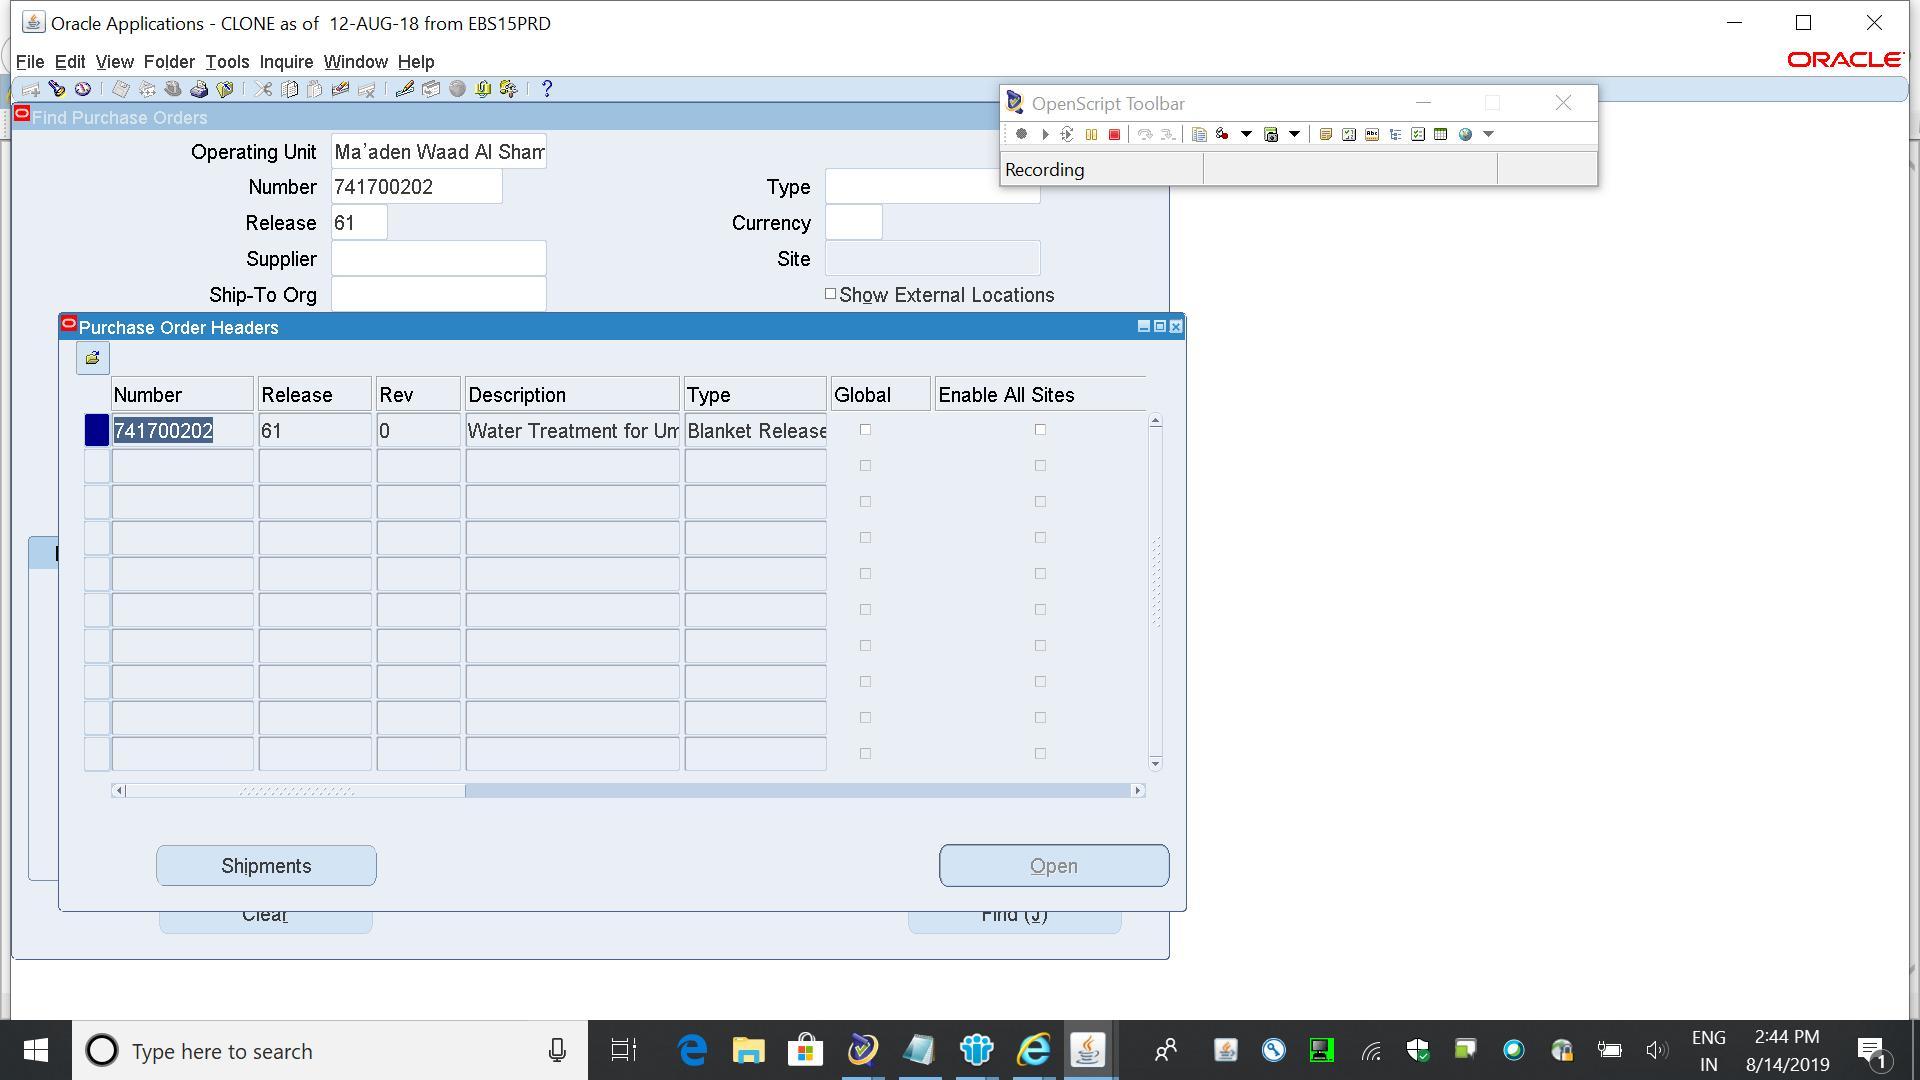 Oracle Applications - CLONE as of 12-AUG-18 from EBS15PRD
File Edit View Folder Tools Inquire Window Help
ORACLE
OpenScript Toolbar
Recording
Find Purchase Orders
Operating Unit Ma'aden Waad Al Sham
Number 741700202 Type
Release 61 Currency
Supplier Site
Ship-To Org Show External Locations
Purchase Order Headers
Number Release Rev Description Type Global Enable All Sites
741700202 61 0 Water Treatment for Um Blanket Release
Shipments Open
Clear Find (J)
Type here to search
ENG
IN
2:44 PM
8/14/2019
1